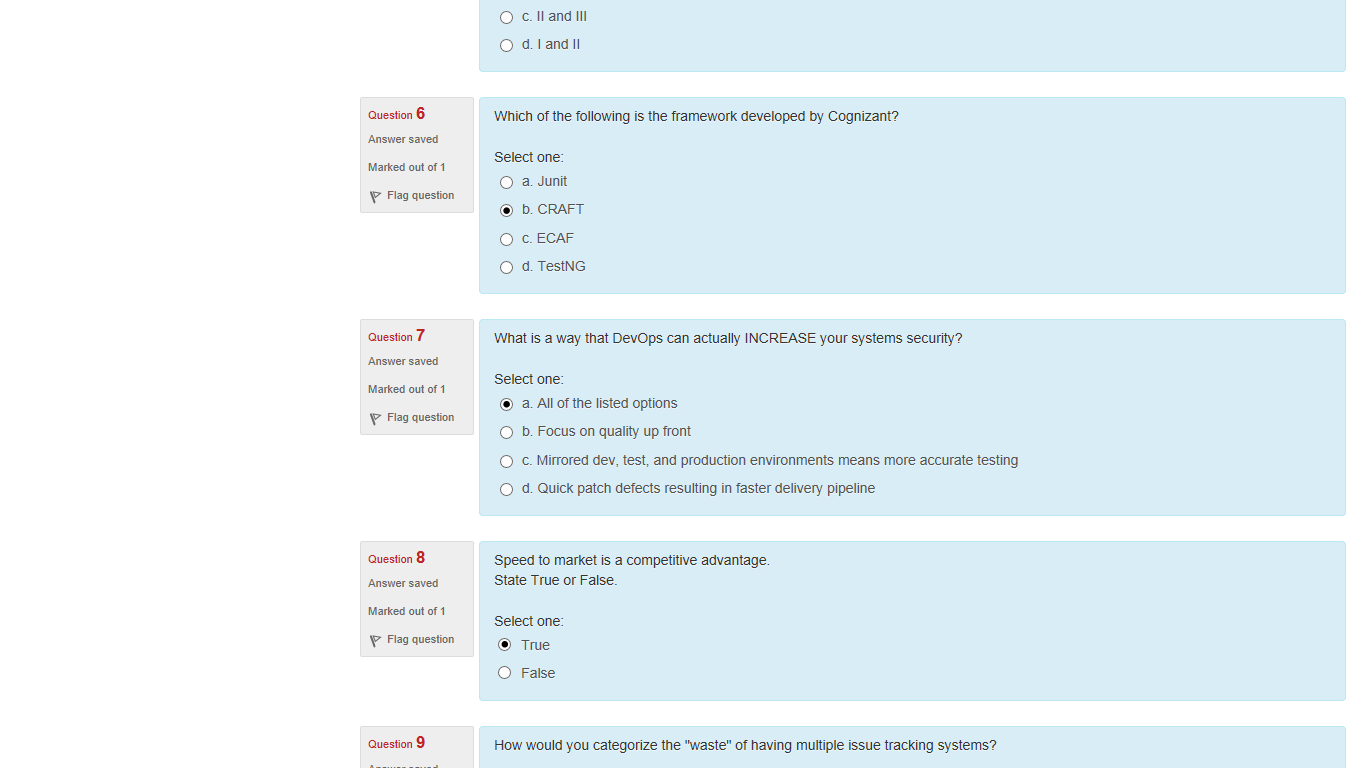 c. II and III
d. I and II
Question 6
Answer saved
Marked out of 1
Flag question
Which of the following is the framework developed by Cognizant?
Select one:
a. Junit
b. CRAFT
c. ECAF
d. TestNG
Question 7
Answer saved
Marked out of 1
Flag question
What is a way that DevOps can actually INCREASE your systems security?
Select one:
a. All of the listed options
b. Focus on quality up front
c. Mirrored dev, test, and production environments means more accurate testing
d. Quick patch defects resulting in faster delivery pipeline
Question 8
Answer saved
Marked out of 1
Flag question
Speed to market is a competitive advantage.
State True or False.
Select one:
True
False
Question 9
Answer saved
How would you categorize the "waste" of having multiple issue tracking systems?